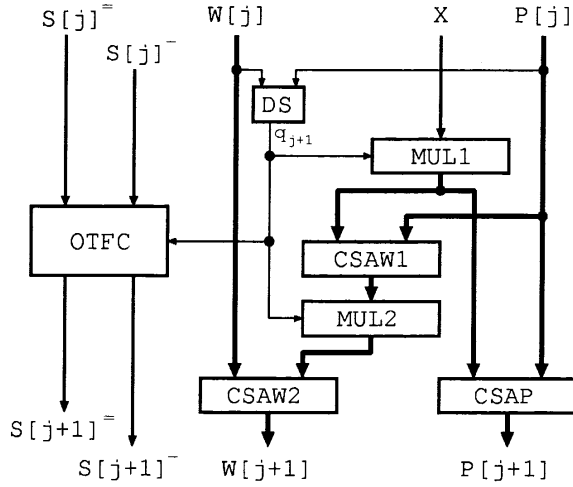 S[j]⁼ W[j] X P[j]
S[j]⁻
DS
q_{j+1}
MUL1
OTFC
CSAW1
MUL2
CSAW2 CSAP
S[j+1]⁼
S[j+1]⁻ W[j+1] P[j+1]